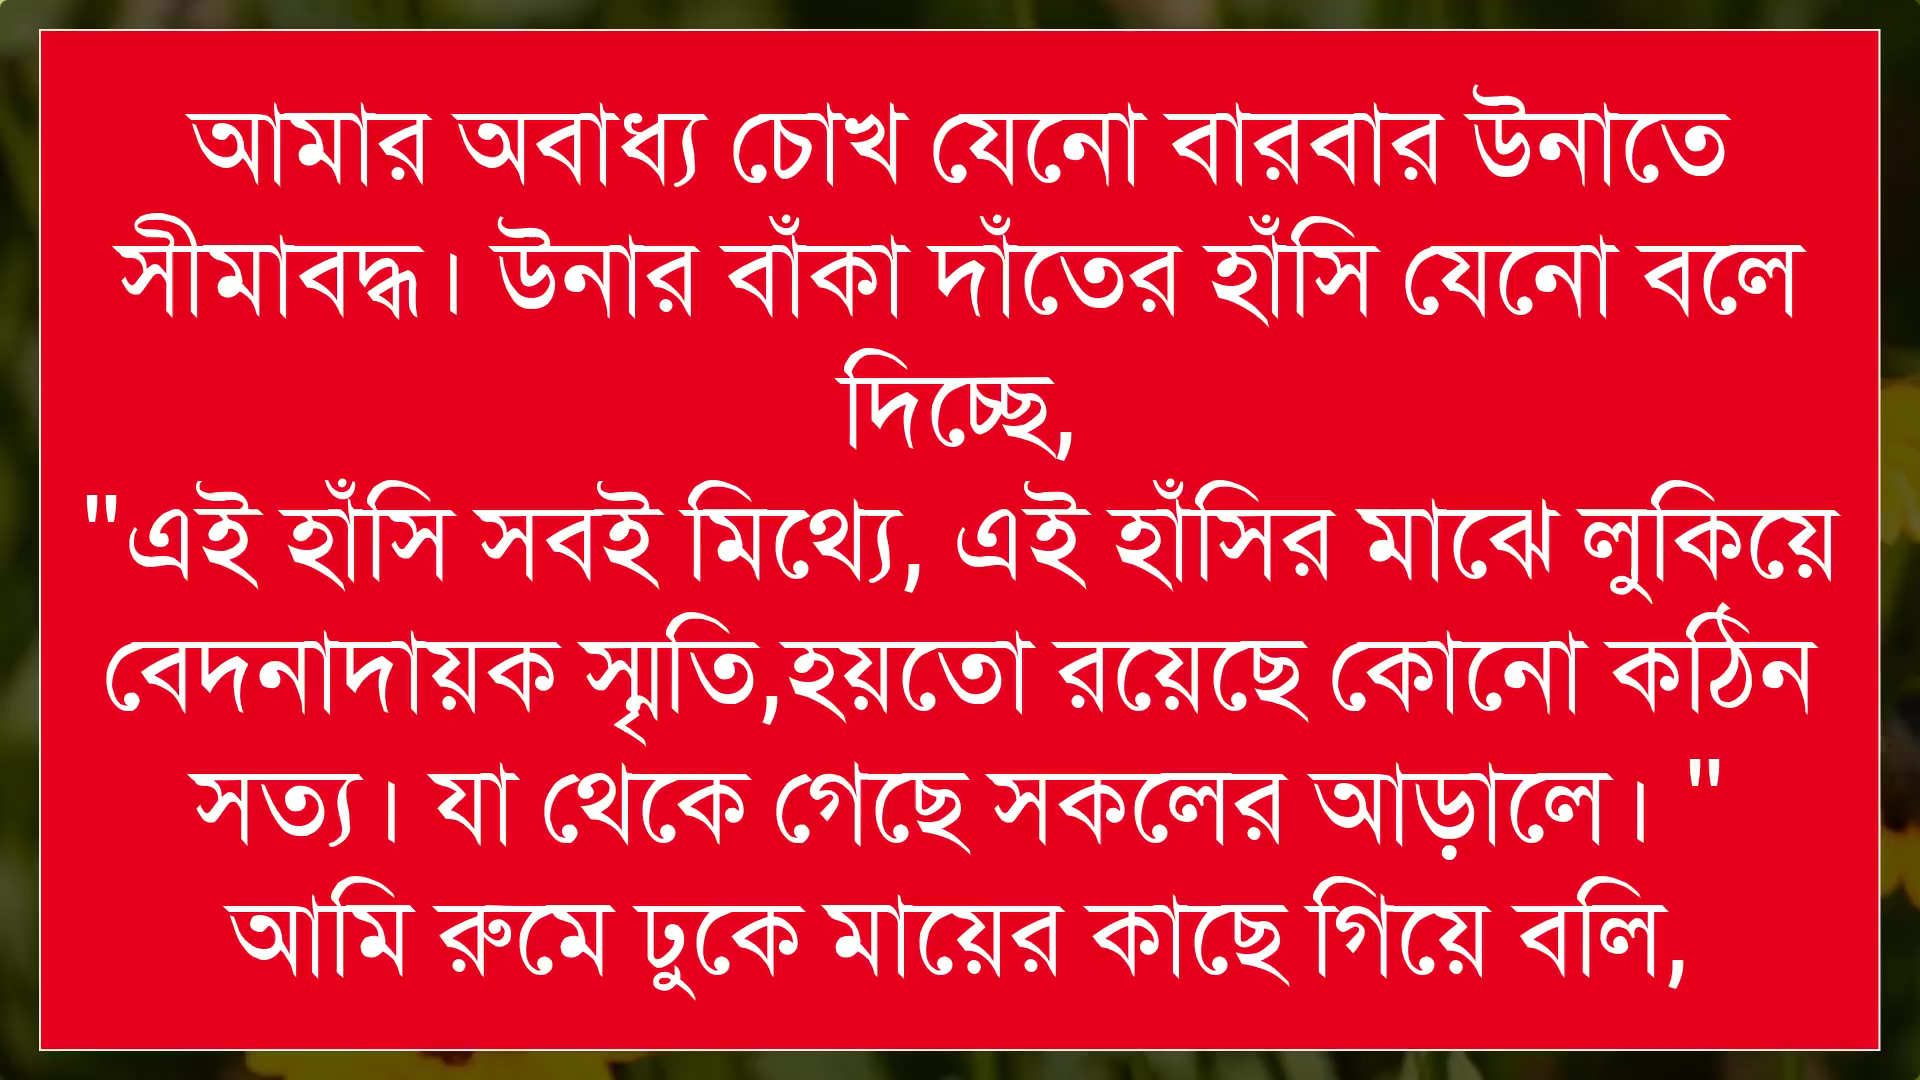 আমার অবাধ্য চোখ যেনো বারবার উনাতে
সীমাবদ্ধ। উনার বাঁকা দাঁতের হাঁসি যেনো বলে
দিচ্ছে,
"এই হাঁসি সবই মিথ্যে, এই হাঁসির মাঝে লুকিয়ে
বেদনাদায়ক স্মৃতি,হয়তো রয়েছে কোনো কঠিন
সত্য। যা থেকে গেছে সকলের আড়ালে। "
আমি রুমে ঢুকে মায়ের কাছে গিয়ে বলি,